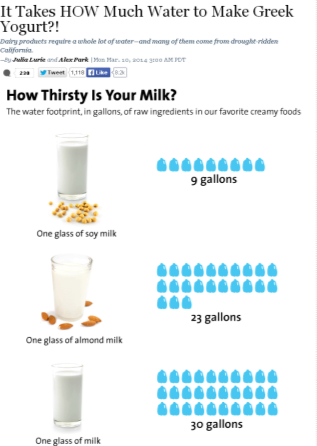 It Takes HOW Much Water to Make Greek
Yogurt?!
Dairy products require a whole lot of water—and many of them come from drought-ridden
California.
—By Julia Lurie and Alex Park | Mon Mar. 10, 2014 3:00 AM PDT
238 Tweet 1,118 Like 8.2k
How Thirsty Is Your Milk?
The water footprint, in gallons, of raw ingredients in our favorite creamy foods
9 gallons
One glass of soy milk
23 gallons
One glass of almond milk
30 gallons
One glass of milk